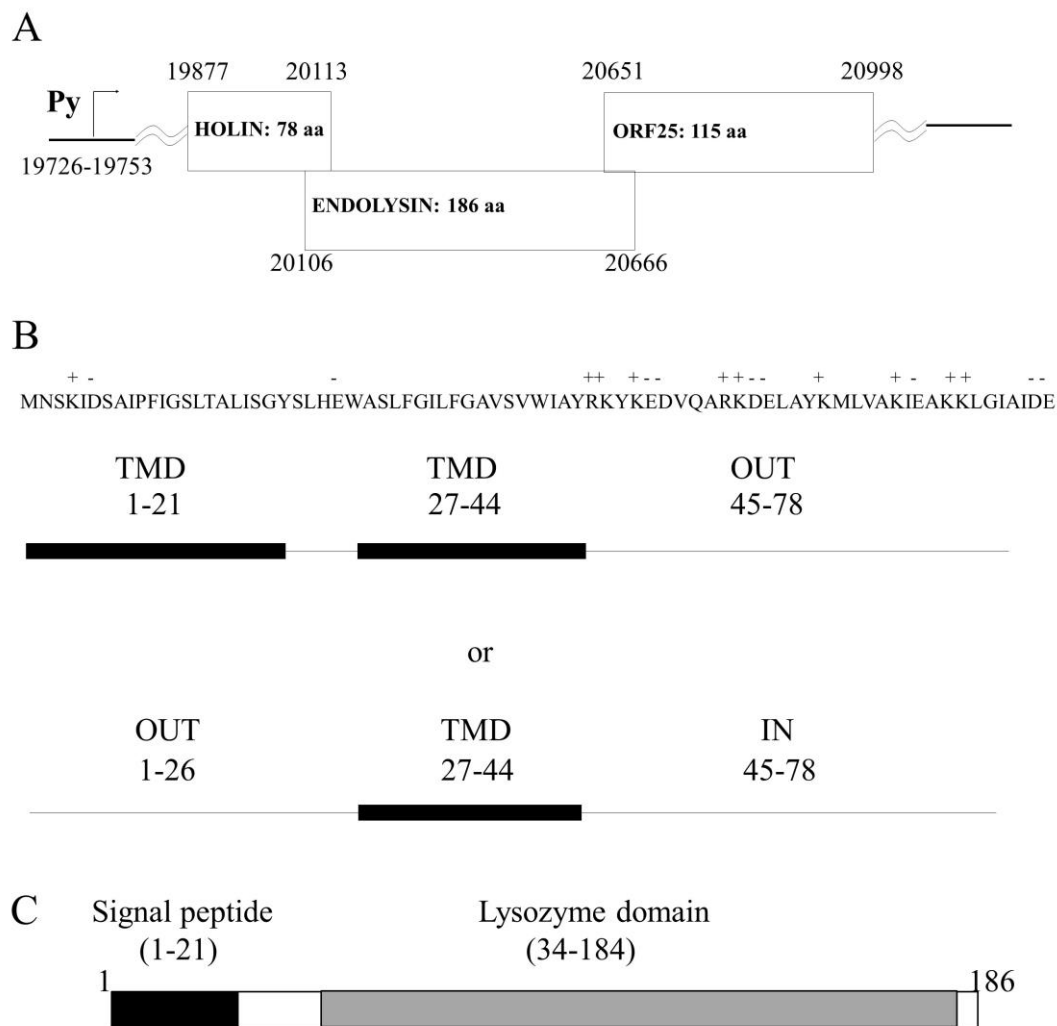 A
19877 20113 20651 20998
Py
HOLIN: 78 aa
ORF25: 115 aa
19726-19753
ENDOLYSIN: 186 aa
20106 20666
B
+ - - ++ + -- ++-- + + - ++ --
MNSKIDSAIPFIGSLTALISGYSLHEWASLFGILFGAVSVWIAYRKYKEDVQARKDELAYKMLVAKIEAKKLGIAIDE
TMD TMD OUT
1-21 27-44 45-78
or
OUT TMD IN
1-26 27-44 45-78
C
Signal peptide Lysozyme domain
(1-21) (34-184)
1 186